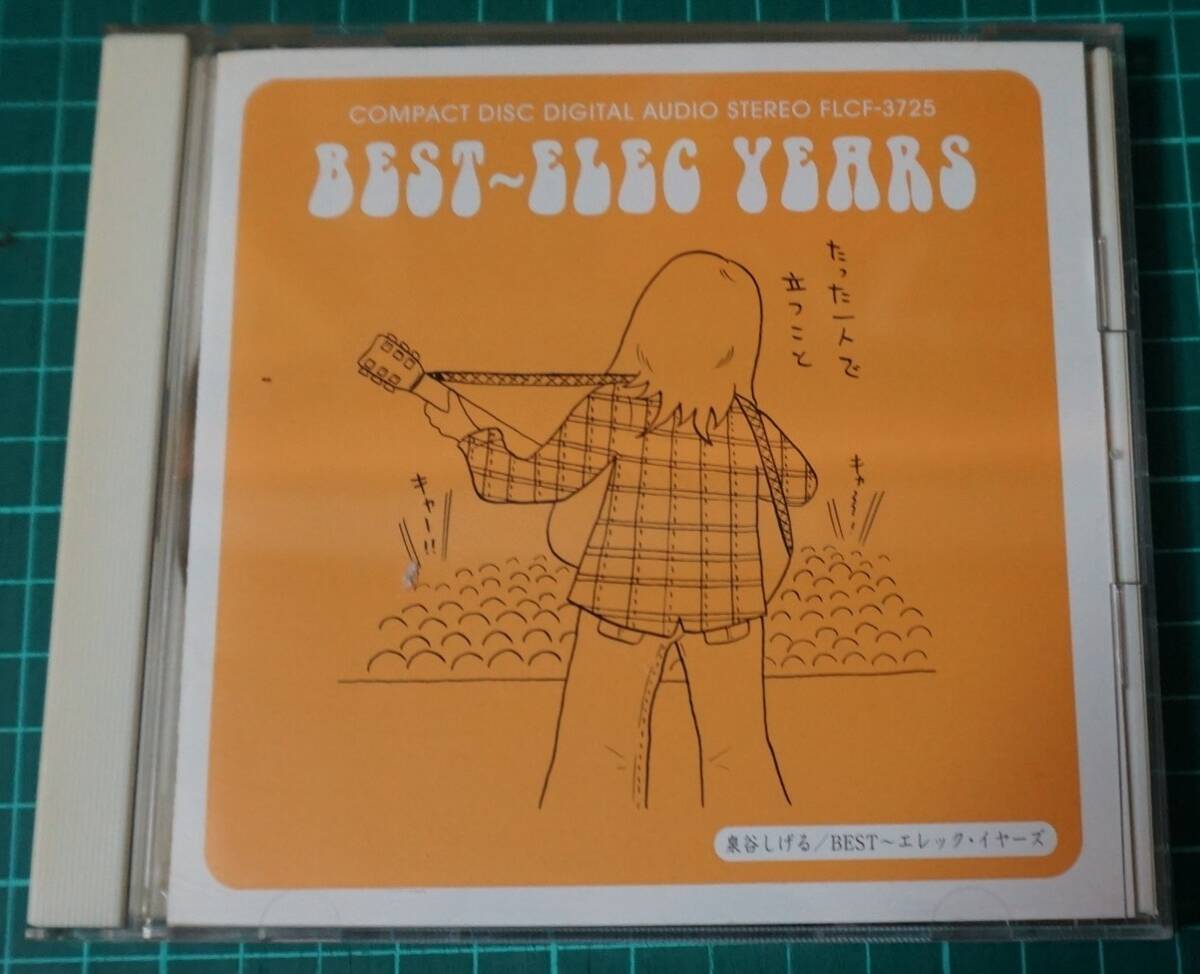 COMPACT DISC DIGITAL AUDIO STEREO FLCF-3725
BEST~ELEC YEARS
たった一人で
立つこと
キャー!!
キャーー
泉谷しげる/BEST~エレック・イヤーズ